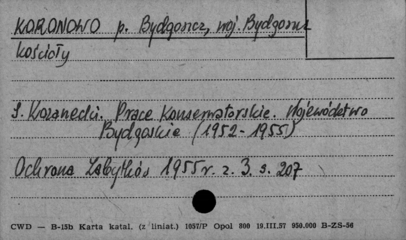 KORONOWO p. Bydgoszcz, woj. Bydgoszcz
Kościoły
S. Kozanecki. Prace Konserwatorskie. Województwo
Bydgoskie (1952-1955)
Ochrona Zabytków 1955 r. z. 3 s. 207
CWD — B-15b Karta katal. (z liniat.) 1057/P Opol 800 19.III.57 950.000 B-ZS-56